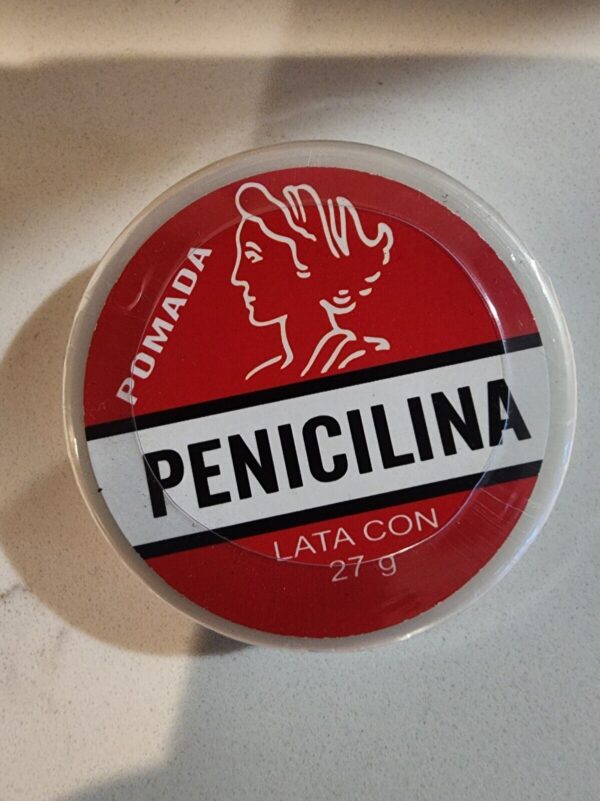 POMADA
PENICILINA
LATA CON
27 g